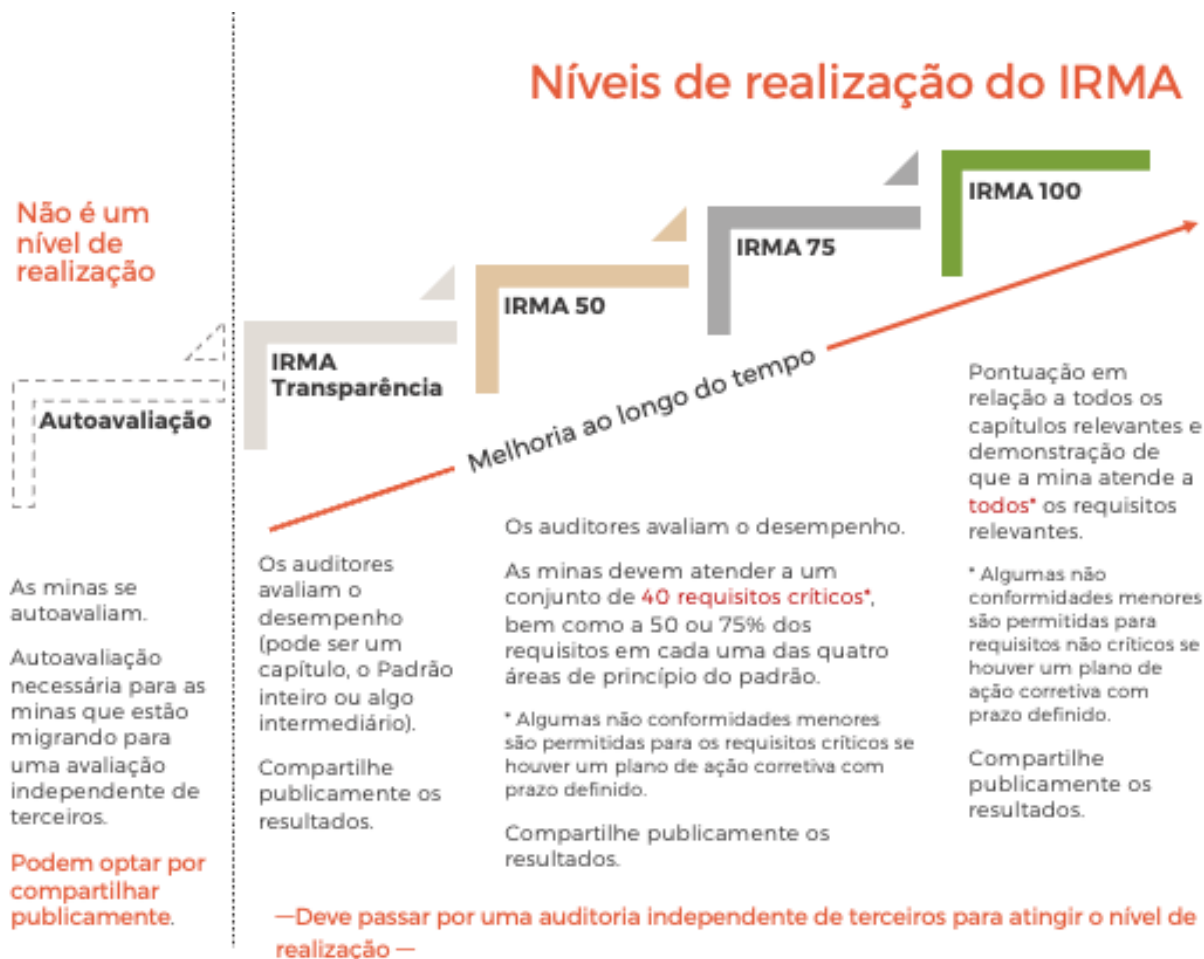 Níveis de realização do IRMA
Não é um
nível de
realização
Autoavaliação
IRMA
Transparência
IRMA 50
IRMA 75
IRMA 100
Melhoria ao longo do tempo
As minas se
autoavaliam.
Autoavaliação
necessária para as
minas que estão
migrando para
uma avaliação
independente de
terceiros.
Podem optar por
compartilhar
publicamente.
Os auditores
avaliam o
desempenho
(pode ser um
capítulo, o Padrão
inteiro ou algo
intermediário).
Compartilhe
publicamente os
resultados.
Os auditores avaliam o desempenho.
As minas devem atender a um
conjunto de 40 requisitos críticos*,
bem como a 50 ou 75% dos
requisitos em cada uma das quatro
áreas de princípio do padrão.
* Algumas não conformidades menores
são permitidas para os requisitos críticos se
houver um plano de ação corretiva com
prazo definido.
Compartilhe publicamente os
resultados.
Pontuação em
relação a todos os
capítulos relevantes e
demonstração de
que a mina atende a
todos* os requisitos
relevantes.
* Algumas não
conformidades menores
são permitidas para
requisitos não críticos se
houver um plano de
ação corretiva com
prazo definido.
Compartilhe
publicamente os
resultados.
—Deve passar por uma auditoria independente de terceiros para atingir o nível de
realização —